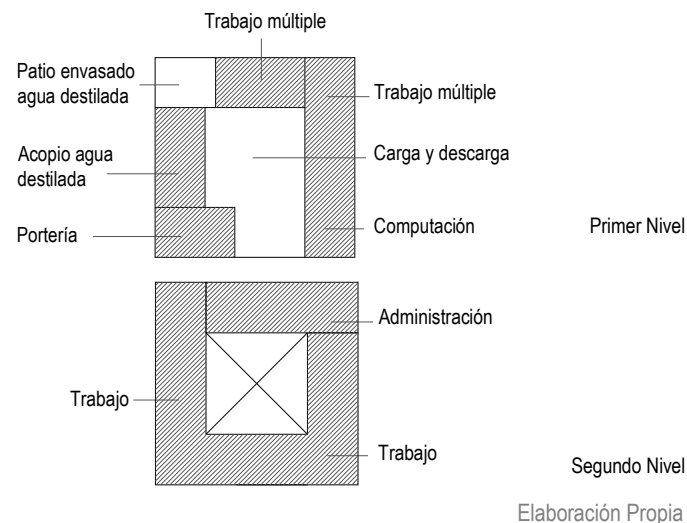 Trabajo múltiple
Patio envasado
agua destilada
Trabajo múltiple
Acopio agua
destilada
Carga y descarga
Portería
Computación
Primer Nivel
Administración
Trabajo
Trabajo
Segundo Nivel
Elaboración Propia